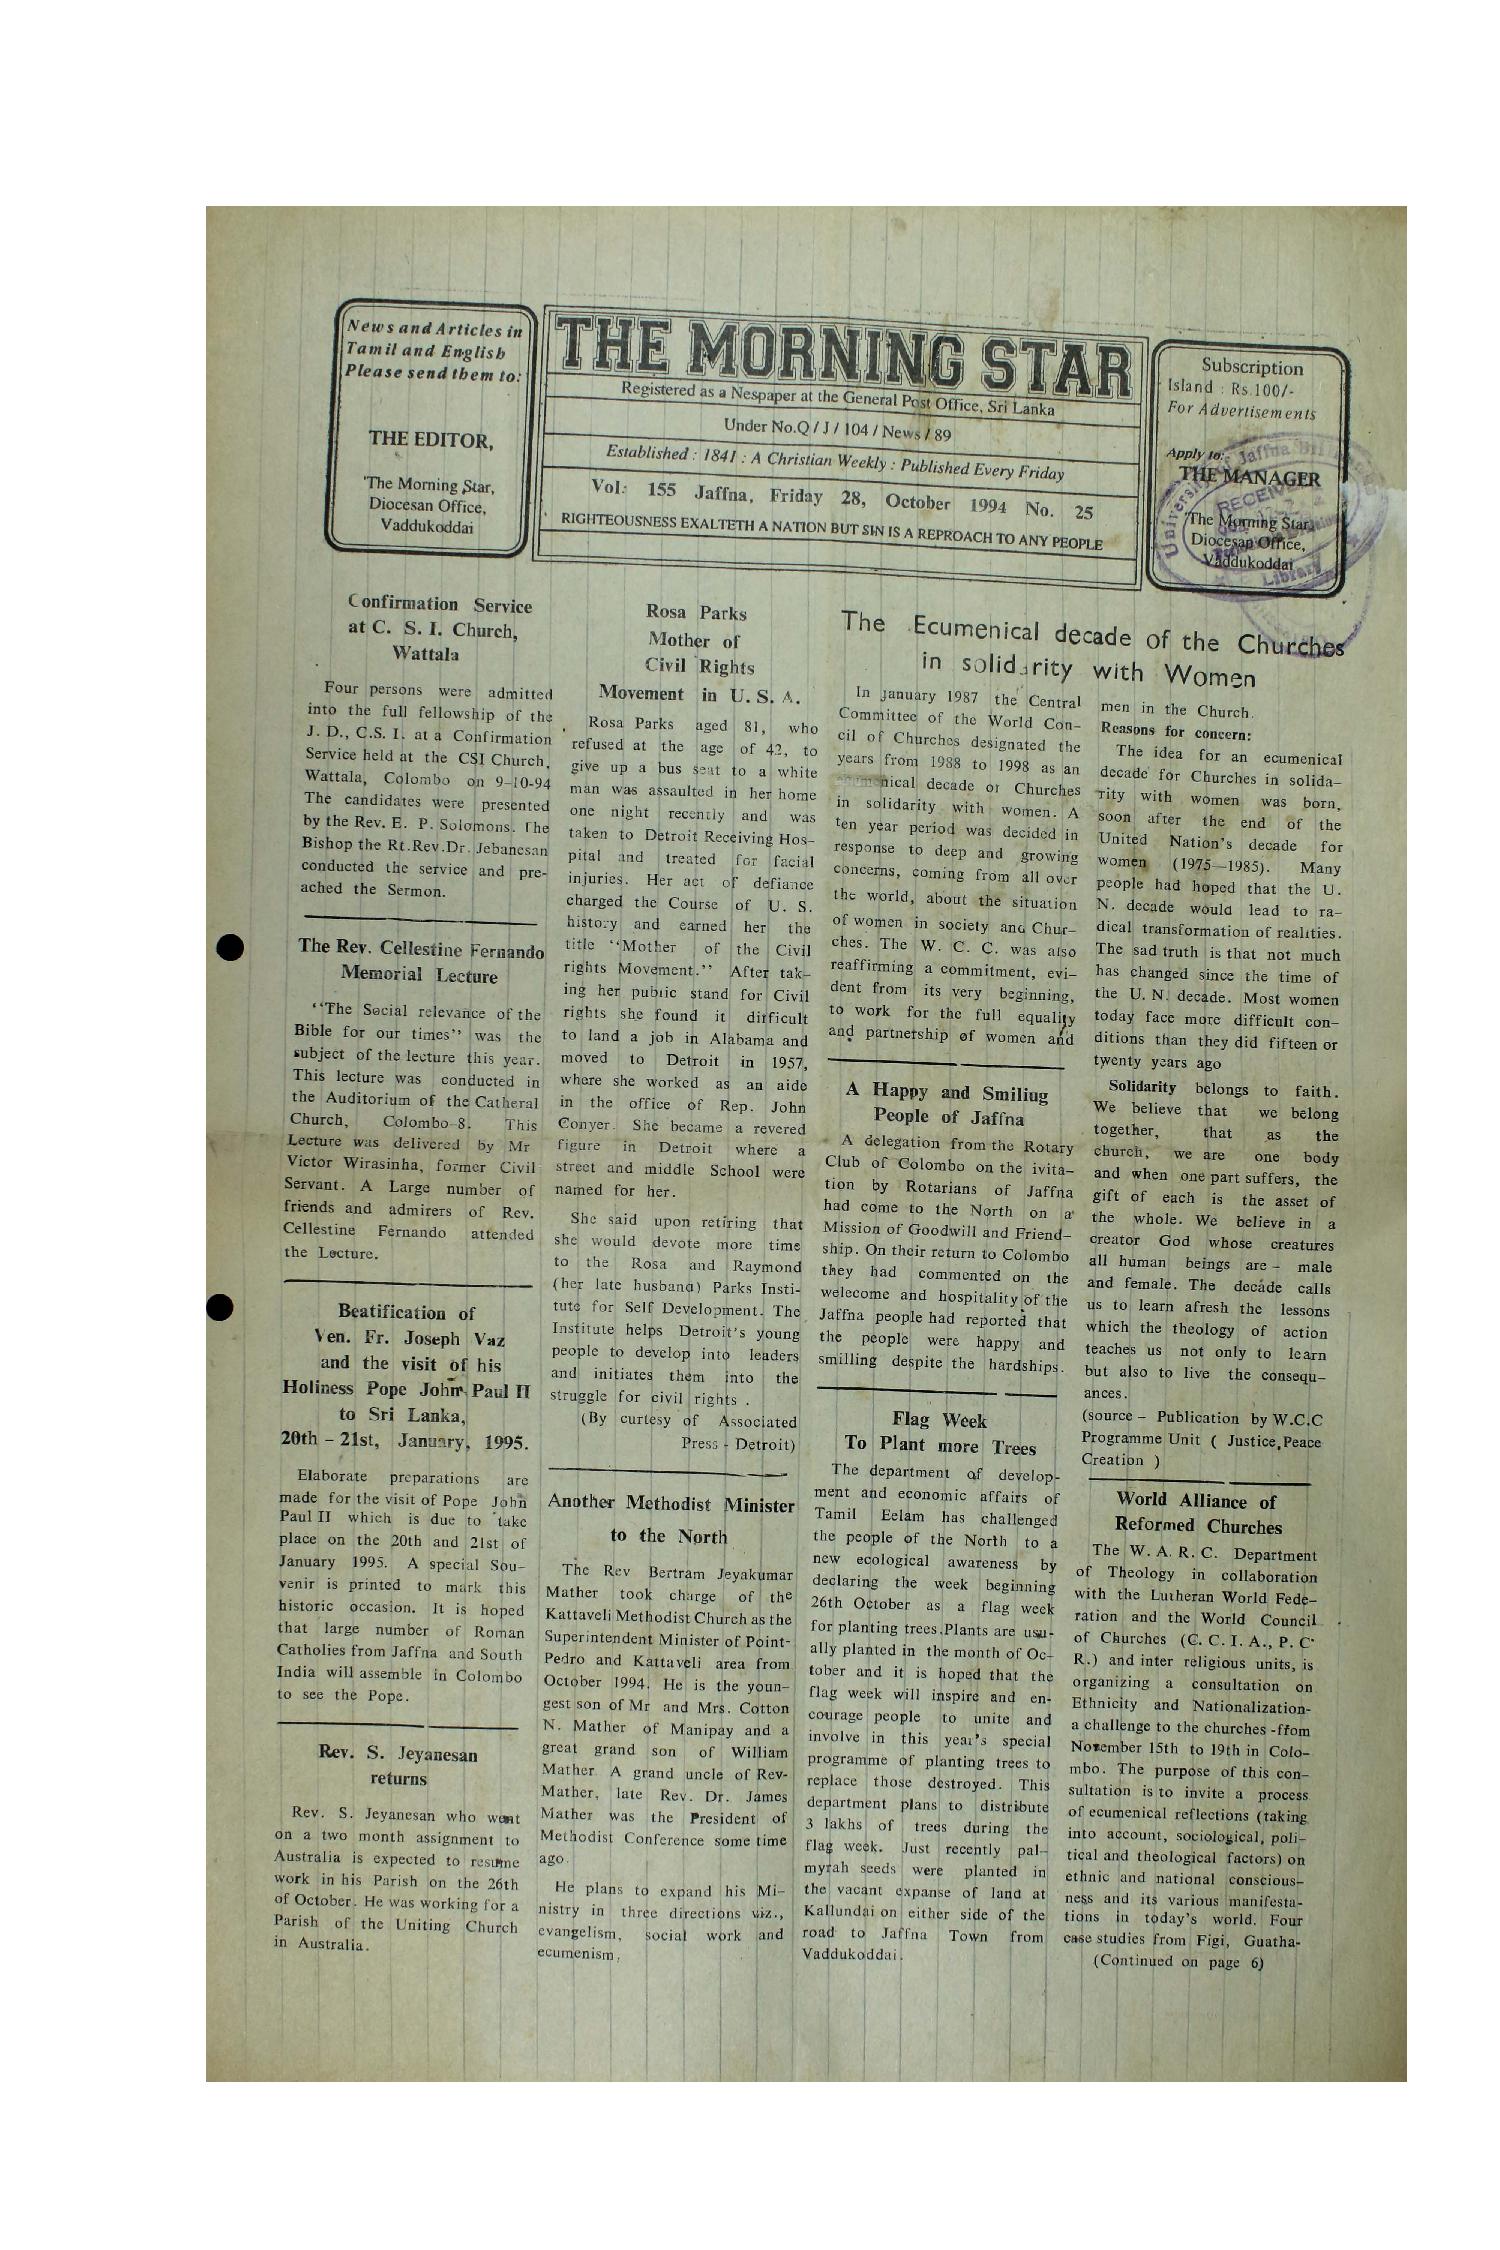 News and Articles in
Tamil and English
Please send them to:
THE EDITOR,
'The Morning Star,
Diocesan Office,
Vaddukoddai
THE MORNING STAR
Registered as a Nespaper at the General Post Office, Sri Lanka
Under No.Q / J / 104 / News / 89
Established : 1841 : A Christian Weekly : Published Every Friday
Vol: 155 Jaffna, Friday 28, October 1994 No. 25
RIGHTEOUSNESS EXALTETH A NATION BUT SIN IS A REPROACH TO ANY PEOPLE
Subscription
Island : Rs.100/-
For Advertisements
Apply to:-
THE MANAGER
'The Morning Star,
Diocesan Office,
Vaddukoddai
Confirmation Service
at C. S. I. Church,
Wattala
Four persons were admitted
into the full fellowship of the
J. D., C.S. I. at a Confirmation
Service held at the CSI Church,
Wattala, Colombo on 9-10-94
The candidates were presented
by the Rev. E. P. Solomons. The
Bishop the Rt.Rev.Dr. Jebanesan
conducted the service and pre-
ached the Sermon.
The Rev. Cellestine Fernando
Memorial Lecture
"The Social relevance of the
Bible for our times" was the
subject of the lecture this year.
This lecture was conducted in
the Auditorium of the Catheral
Church, Colombo-8. This
Lecture was delivered by Mr
Victor Wirasinha, former Civil
Servant. A Large number of
friends and admirers of Rev.
Cellestine Fernando attended
the Lecture.
Beatification of
Ven. Fr. Joseph Vaz
and the visit of his
Holiness Pope John Paul II
to Sri Lanka,
20th - 21st, January, 1995.
Elaborate preparations are
made for the visit of Pope John
Paul II which is due to take
place on the 20th and 21st of
January 1995. A special Sou-
venir is printed to mark this
historic occasion. It is hoped
that large number of Roman
Catholies from Jaffna and South
India will assemble in Colombo
to see the Pope.
Rev. S. Jeyanesan
returns
Rev. S. Jeyanesan who went
on a two month assignment to
Australia is expected to resume
work in his Parish on the 26th
of October. He was working for a
Parish of the Uniting Church
in Australia.
Rosa Parks
Mother of
Civil Rights
Movement in U. S. A.
Rosa Parks aged 81, who
refused at the age of 42, to
give up a bus seat to a white
man was assaulted in her home
one night recently and was
taken to Detroit Receiving Hos-
pital and treated for facial
injuries. Her act of defiance
charged the Course of U. S.
history and earned her the
title "Mother of the Civil
rights Movement." After tak-
ing her public stand for Civil
rights she found it difficult
to land a job in Alabama and
moved to Detroit in 1957,
where she worked as an aide
in the office of Rep. John
Conyer. She became a revered
figure in Detroit where a
street and middle School were
named for her.
She said upon retiring that
she would devote more time
to the Rosa and Raymond
(her late husband) Parks Insti-
tute for Self Development. The
Institute helps Detroit's young
people to develop into leaders
and initiates them into the
struggle for civil rights .
(By curtesy of Associated
Press - Detroit)
Another Methodist Minister
to the North
The Rev Bertram Jeyakumar
Mather took charge of the
Kattaveli Methodist Church as the
Superintendent Minister of Point-
Pedro and Kattaveli area from
October 1994. He is the youn-
gest son of Mr and Mrs. Cotton
N. Mather of Manipay and a
great grand son of William
Mather A grand uncle of Rev-
Mather, late Rev. Dr. James
Mather was the President of
Methodist Conference some time
ago.
He plans to expand his Mi-
nistry in three directions viz.,
evangelism, social work and
ecumenism.
The Ecumenical decade of the Churches
in solidarity with Women
In january 1987 the Central
Committee of the World Con-
cil of Churches designated the
years from 1988 to 1998 as an
ecumenical decade of Churches
in solidarity with women. A
ten year period was decided in
response to deep and growing
concerns, coming from all over
the world, about the situation
of women in society and Chur-
ches. The W. C. C. was also
reaffirming a commitment, evi-
dent from its very beginning,
to work for the full equality
and partnership of women and
men in the Church.
Reasons for concern:
The idea for an ecumenical
decade for Churches in solida-
rity with women was born,
soon after the end of the
United Nation's decade for
women (1975—1985). Many
people had hoped that the U.
N. decade would lead to ra-
dical transformation of realities.
The sad truth is that not much
has changed since the time of
the U. N. decade. Most women
today face more difficult con-
ditions than they did fifteen or
twenty years ago
Solidarity belongs to faith.
We believe that we belong
together, that as the
church, we are one body
and when one part suffers, the
gift of each is the asset of
the whole. We believe in a
creator God whose creatures
all human beings are - male
and female. The decade calls
us to learn afresh the lessons
which the theology of action
teaches us not only to learn
but also to live the consequ-
ances.
(source - Publication by W.C.C
Programme Unit ( Justice,Peace
Creation )
A Happy and Smiliug
People of Jaffna
A delegation from the Rotary
Club of Colombo on the ivita-
tion by Rotarians of Jaffna
had come to the North on a
Mission of Goodwill and Friend-
ship. On their return to Colombo
they had commented on the
welecome and hospitality of the
Jaffna people had reported that
the people were happy and
smilling despite the hardships.
Flag Week
To Plant more Trees
The department of develop-
ment and economic affairs of
Tamil Eelam has challenged
the people of the North to a
new ecological awareness by
declaring the week beginning
26th October as a flag week
for planting trees.Plants are usu-
ally planted in the month of Oc-
tober and it is hoped that the
flag week will inspire and en-
courage people to unite and
involve in this year's special
programme of planting trees to
replace those destroyed. This
department plans to distribute
3 lakhs of trees during the
flag week. Just recently pal-
myrah seeds were planted in
the vacant expanse of land at
Kallundai on either side of the
road to Jaffna Town from
Vaddukoddai.
World Alliance of
Reformed Churches
The W. A. R. C. Department
of Theology in collaboration
with the Lutheran World Fede-
ration and the World Council
of Churches (C. C. I. A., P. C
R.) and inter religious units, is
organizing a consultation on
Ethnicity and Nationalization-
a challenge to the churches -ffom
November 15th to 19th in Colo-
mbo. The purpose of this con-
sultation is to invite a process
of ecumenical reflections (taking
into account, sociological, poli-
tical and theological factors) on
ethnic and national conscious-
ness and its various manifesta-
tions in today's world. Four
case studies from Figi, Guatha-
(Continued on page 6)